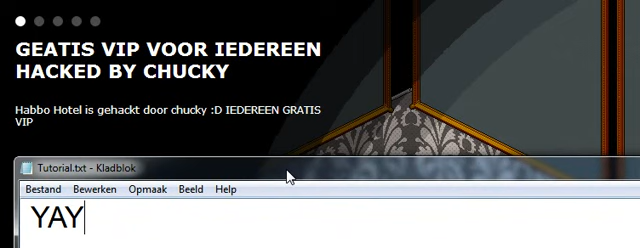 GEATIS VIP VOOR IEDEREEN
HACKED BY CHUCKY
Habbo Hotel is gehackt door chucky :D IEDEREEN GRATIS
VIP
Tutorial.txt - Kladblok
Bestand Bewerken Opmaak Beeld Help
YAY